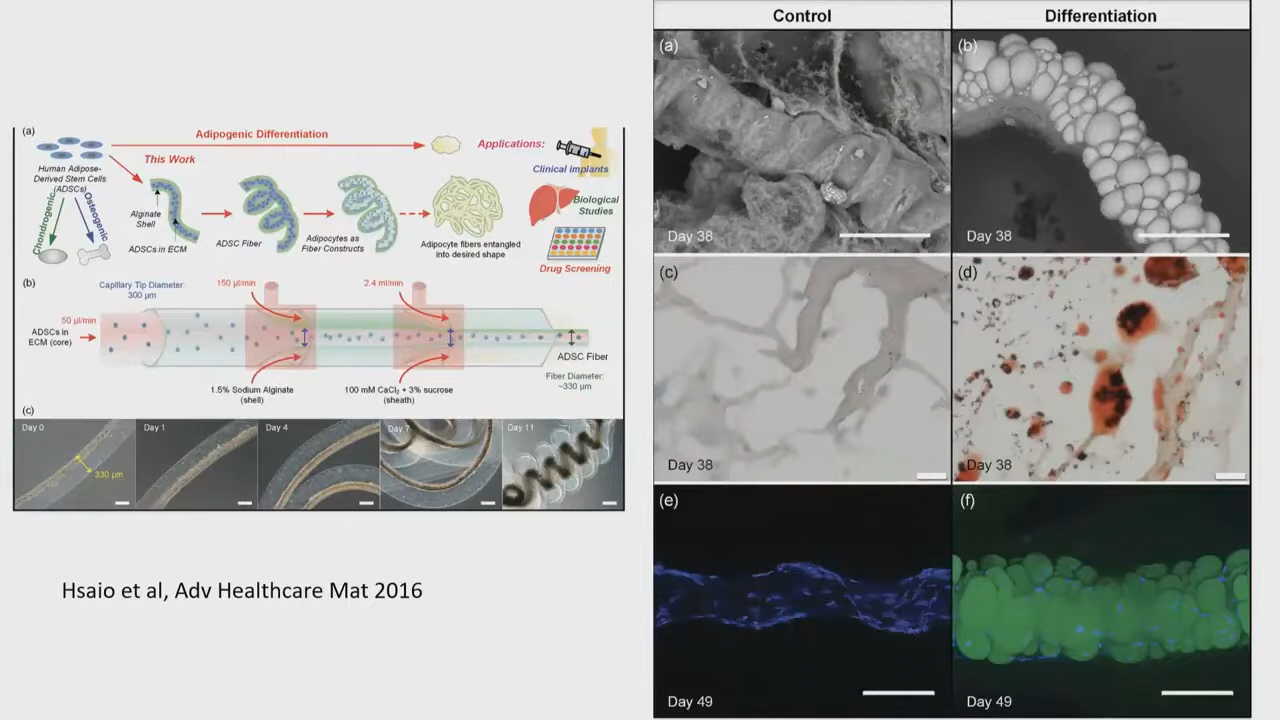 (a)
Adipogenic Differentiation
Human Adipose-
Derived Stem Cells
(ADSCs)
This Work
Applications:
Clinical implants
Chondrogenic
Osteogenic
Alginate
Shell
ADSCs in ECM
ADSC Fiber
Adipocytes as
Fiber Constructs
Adipocyte fibers entangled
into desired shape
Biological
Studies
Drug Screening
(b)
Capillary Tip Diameter:
300 µm
150 µl/min
2.4 ml/min
50 µl/min
ADSCs in
ECM (core)
ADSC Fiber
Fiber Diameter:
~330 µm
1.5% Sodium Alginate
(shell)
100 mM CaCl₂ + 3% sucrose
(sheath)
(c)
Day 0
330 µm
Day 1
Day 4
Day 7
Day 11
Hsaio et al, Adv Healthcare Mat 2016
Control
Differentiation
(a)
Day 38
(b)
Day 38
(c)
Day 38
(d)
Day 38
(e)
Day 49
(f)
Day 49